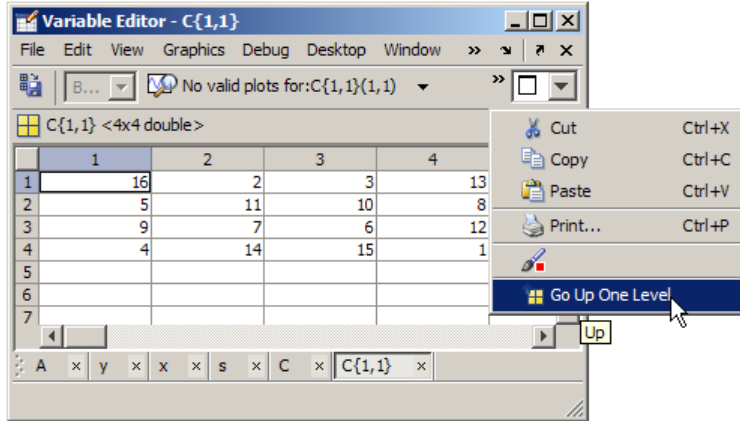 Variable Editor - C{1,1}
File Edit View Graphics Debug Desktop Window »
B... No valid plots for:C{1,1}(1,1) »
C{1,1} <4x4 double>
1 2 3 4
1 16 2 3 13
2 5 11 10 8
3 9 7 6 12
4 4 14 15 1
5
6
7
Cut Ctrl+X
Copy Ctrl+C
Paste Ctrl+V
Print... Ctrl+P
Go Up One Level
Up
A y x s C C{1,1}